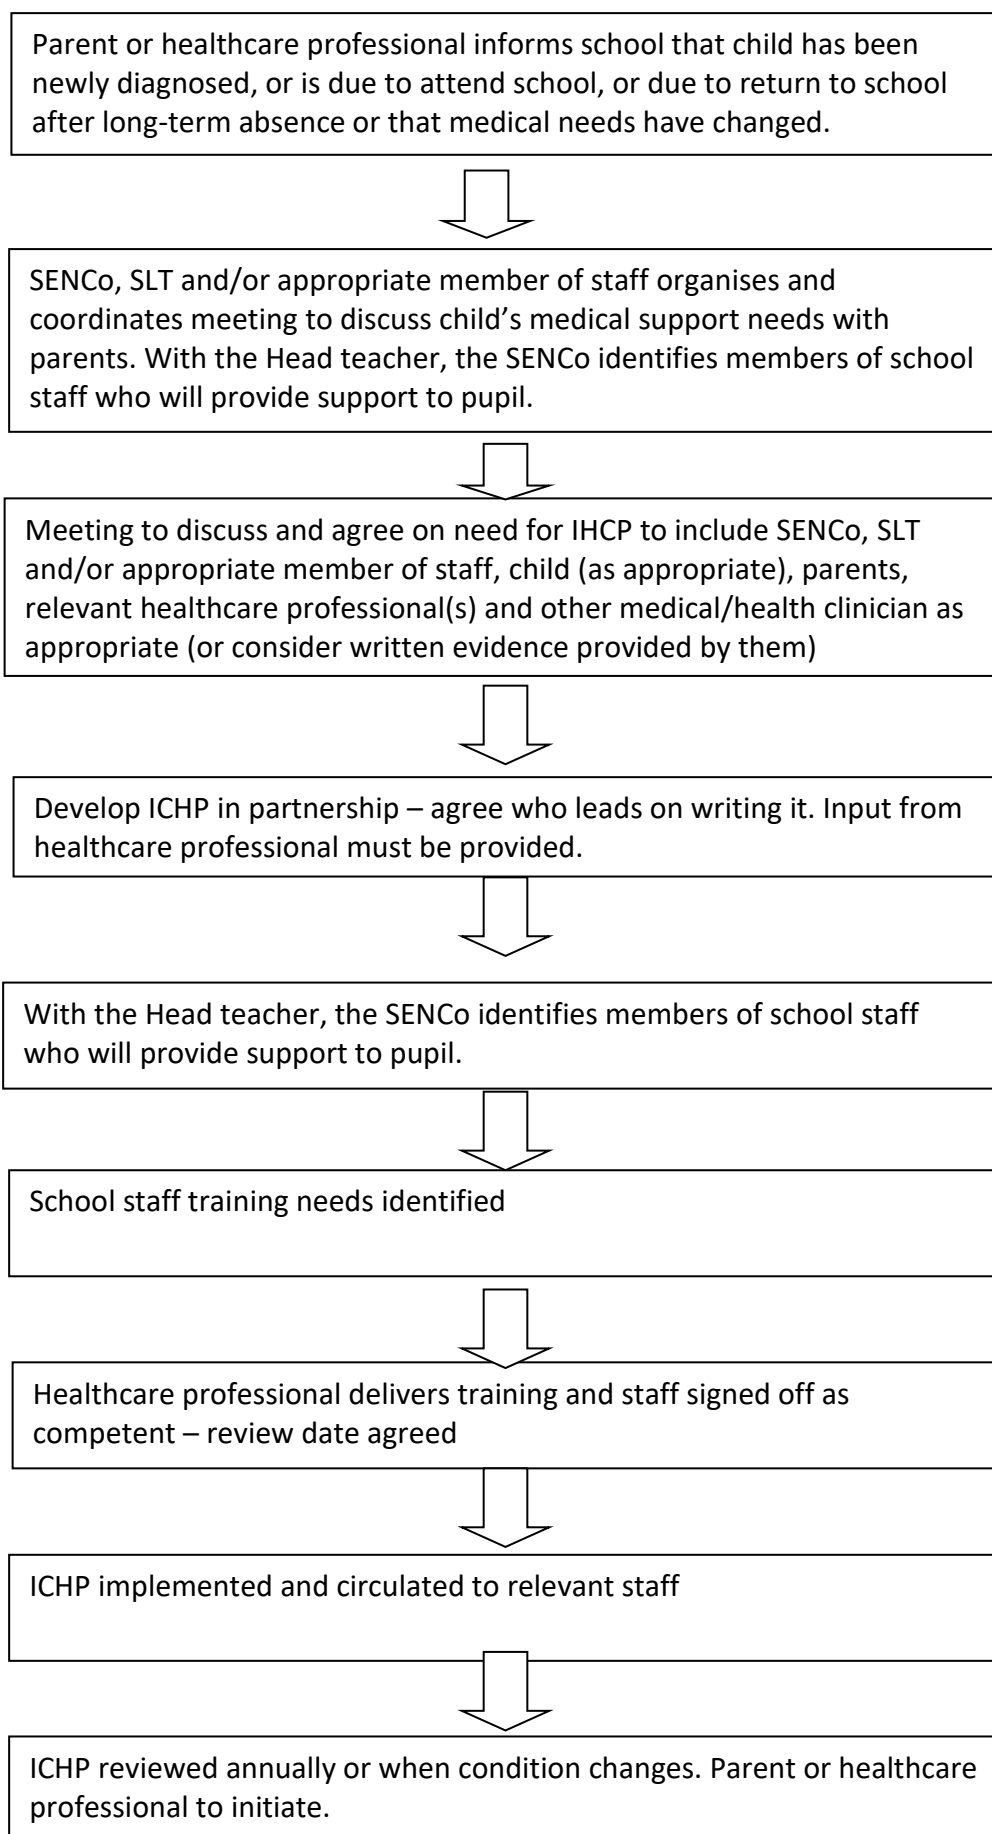 Parent or healthcare professional informs school that child has been
newly diagnosed, or is due to attend school, or due to return to school
after long-term absence or that medical needs have changed.
SENCo, SLT and/or appropriate member of staff organises and
coordinates meeting to discuss child’s medical support needs with
parents. With the Head teacher, the SENCo identifies members of school
staff who will provide support to pupil.
Meeting to discuss and agree on need for IHCP to include SENCo, SLT
and/or appropriate member of staff, child (as appropriate), parents,
relevant healthcare professional(s) and other medical/health clinician as
appropriate (or consider written evidence provided by them)
Develop ICHP in partnership – agree who leads on writing it. Input from
healthcare professional must be provided.
With the Head teacher, the SENCo identifies members of school staff
who will provide support to pupil.
School staff training needs identified
Healthcare professional delivers training and staff signed off as
competent – review date agreed
ICHP implemented and circulated to relevant staff
ICHP reviewed annually or when condition changes. Parent or healthcare
professional to initiate.